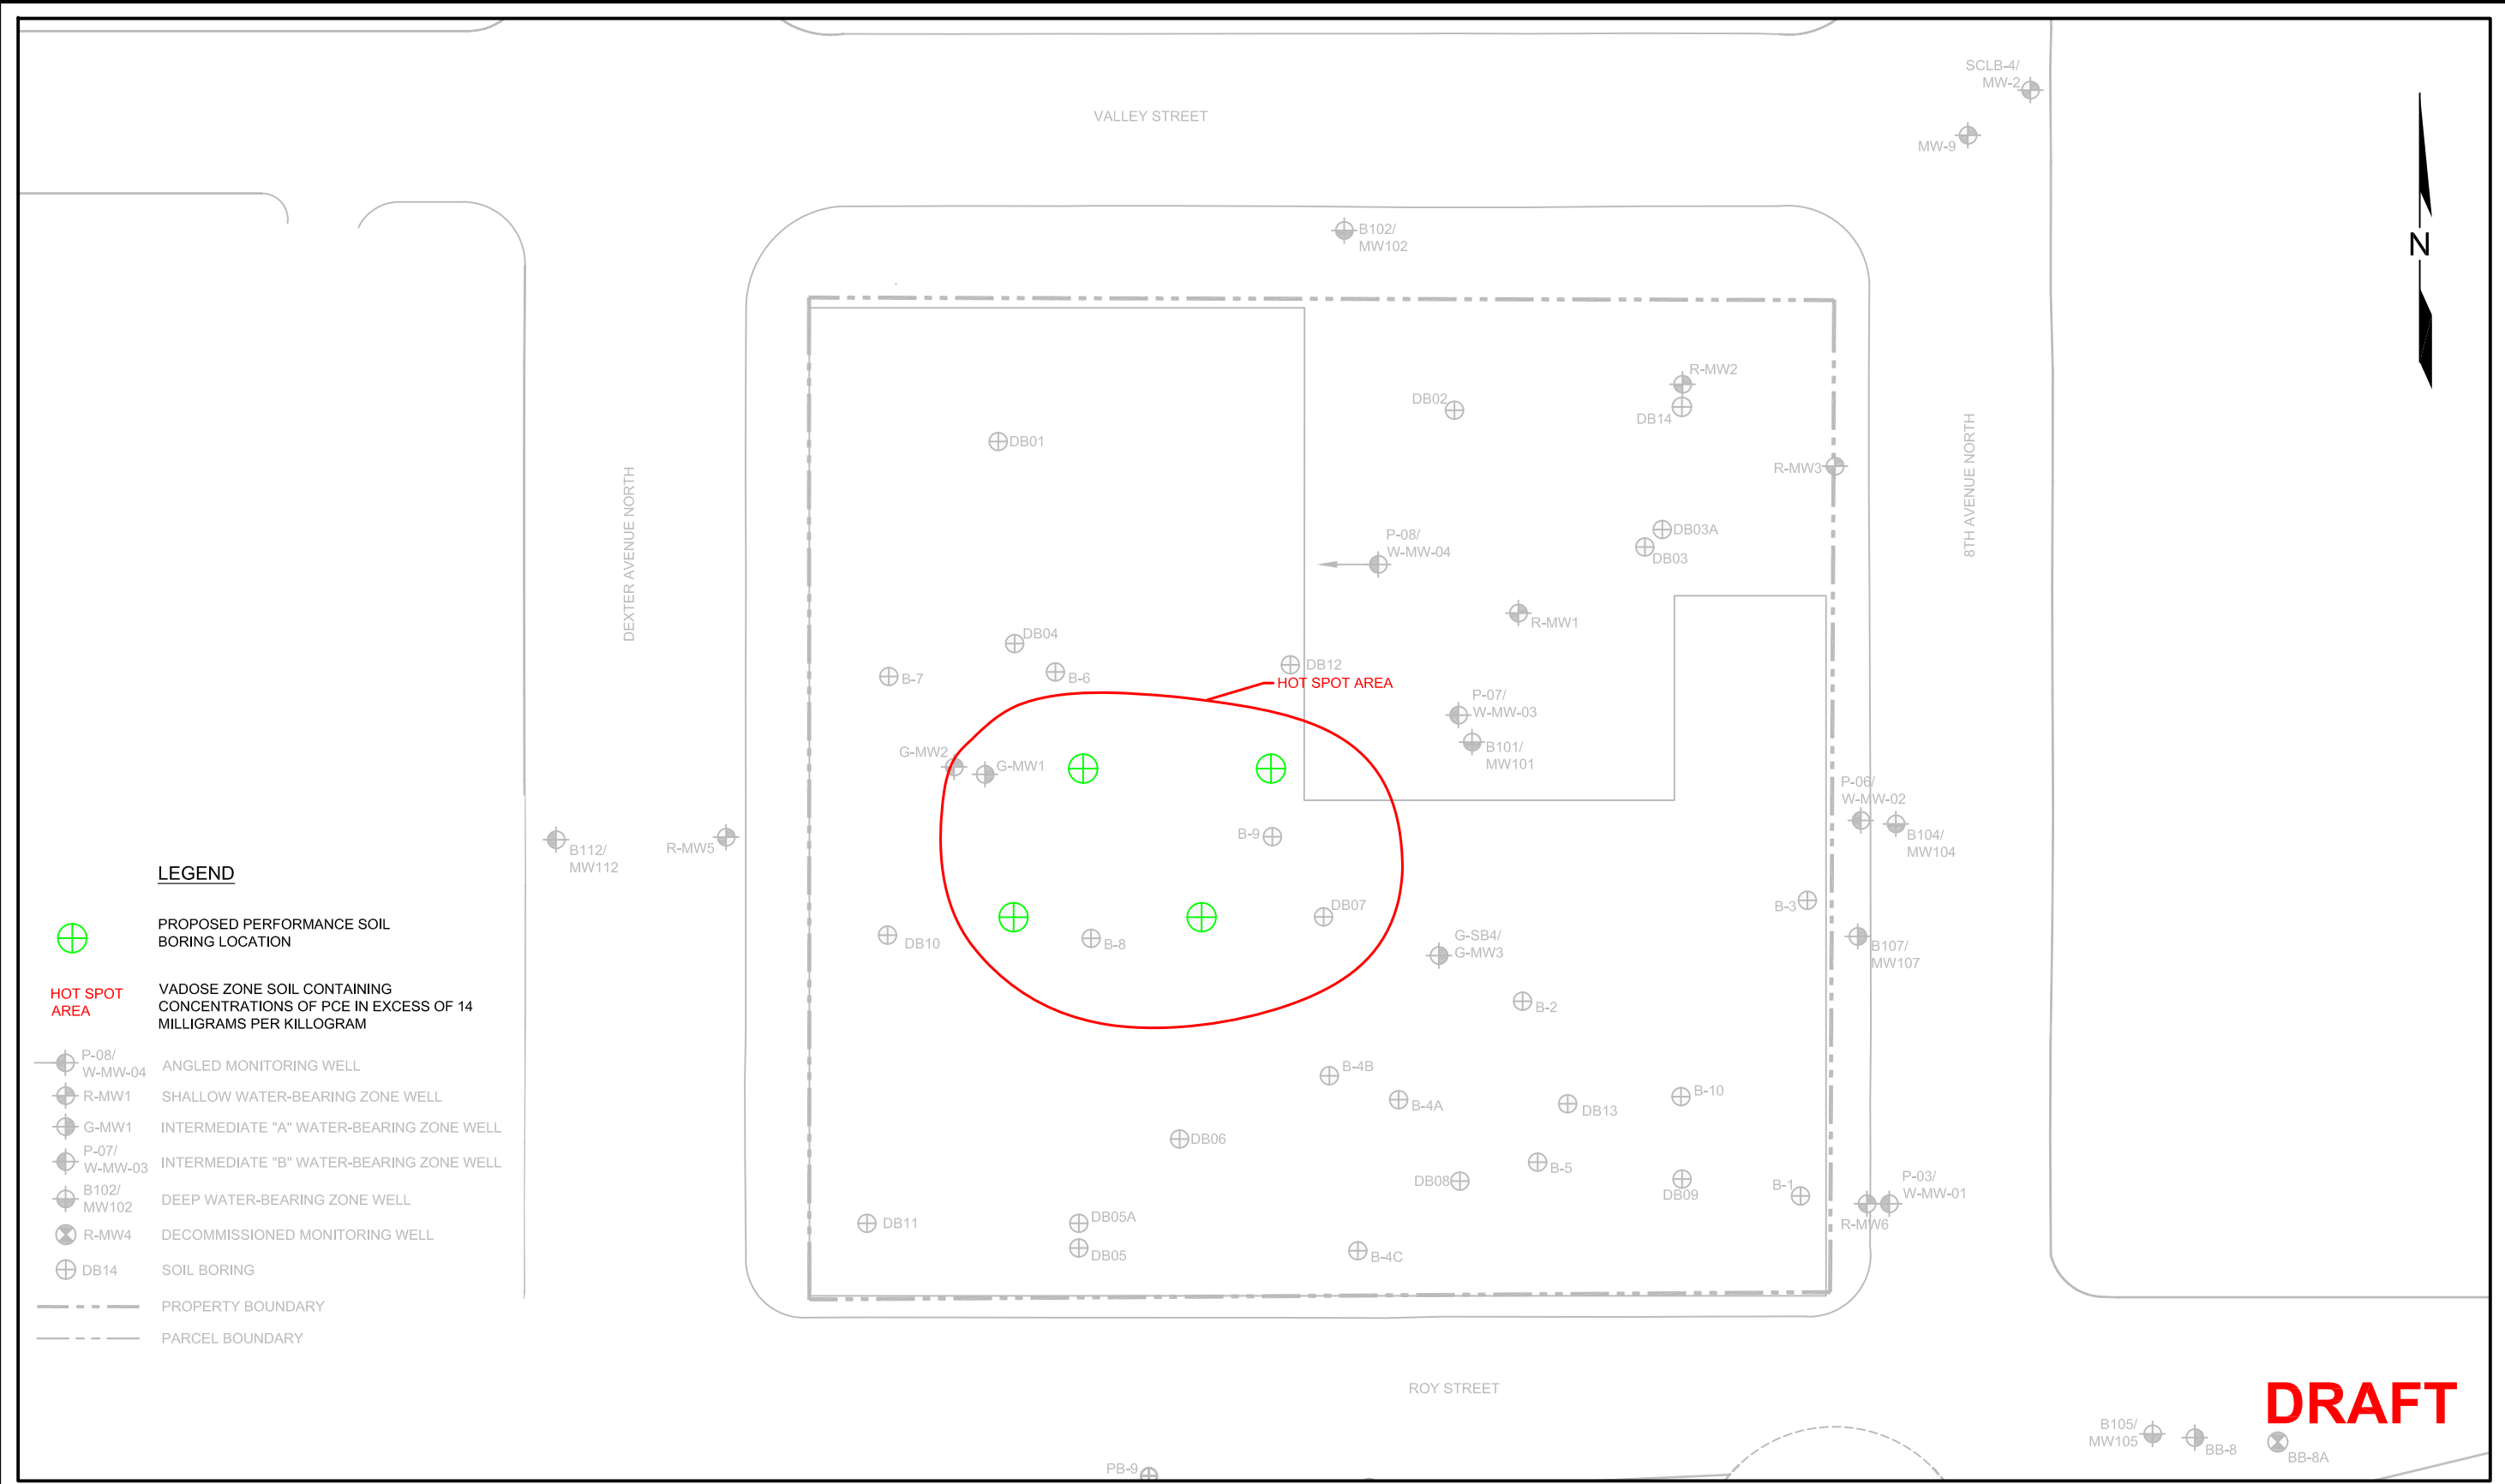 SCLB-4/
MW-2
VALLEY STREET
MW-9
B102/
MW102
N
R-MW2
DB02
DB14
DB01
R-MW3
DEXTER AVENUE NORTH
8TH AVENUE NORTH
P-08/
W-MW-04
DB03A
DB03
R-MW1
DB04
DB12
B-7
B-6
HOT SPOT AREA
P-07/
W-MW-03
G-MW2
G-MW1
B101/
MW101
P-06/
W-MW-02
B-9
B104/
MW104
B112/
MW112
R-MW5
DB07
B-3
DB10
B-8
G-SB4/
G-MW3
B107/
MW107
B-2
B-4B
B-4A
DB13
B-10
DB06
B-5
DB08
DB09
B-1
P-03/
W-MW-01
R-MW6
DB11
DB05A
DB05
B-4C
LEGEND
PROPOSED PERFORMANCE SOIL
BORING LOCATION
HOT SPOT
AREA
VADOSE ZONE SOIL CONTAINING
CONCENTRATIONS OF PCE IN EXCESS OF 14
MILLIGRAMS PER KILLOGRAM
P-08/
W-MW-04
ANGLED MONITORING WELL
R-MW1
SHALLOW WATER-BEARING ZONE WELL
G-MW1
INTERMEDIATE "A" WATER-BEARING ZONE WELL
P-07/
W-MW-03
INTERMEDIATE "B" WATER-BEARING ZONE WELL
B102/
MW102
DEEP WATER-BEARING ZONE WELL
R-MW4
DECOMMISSIONED MONITORING WELL
DB14
SOIL BORING
PROPERTY BOUNDARY
PARCEL BOUNDARY
ROY STREET
DRAFT
B105/
MW105
BB-8
BB-8A
PB-9